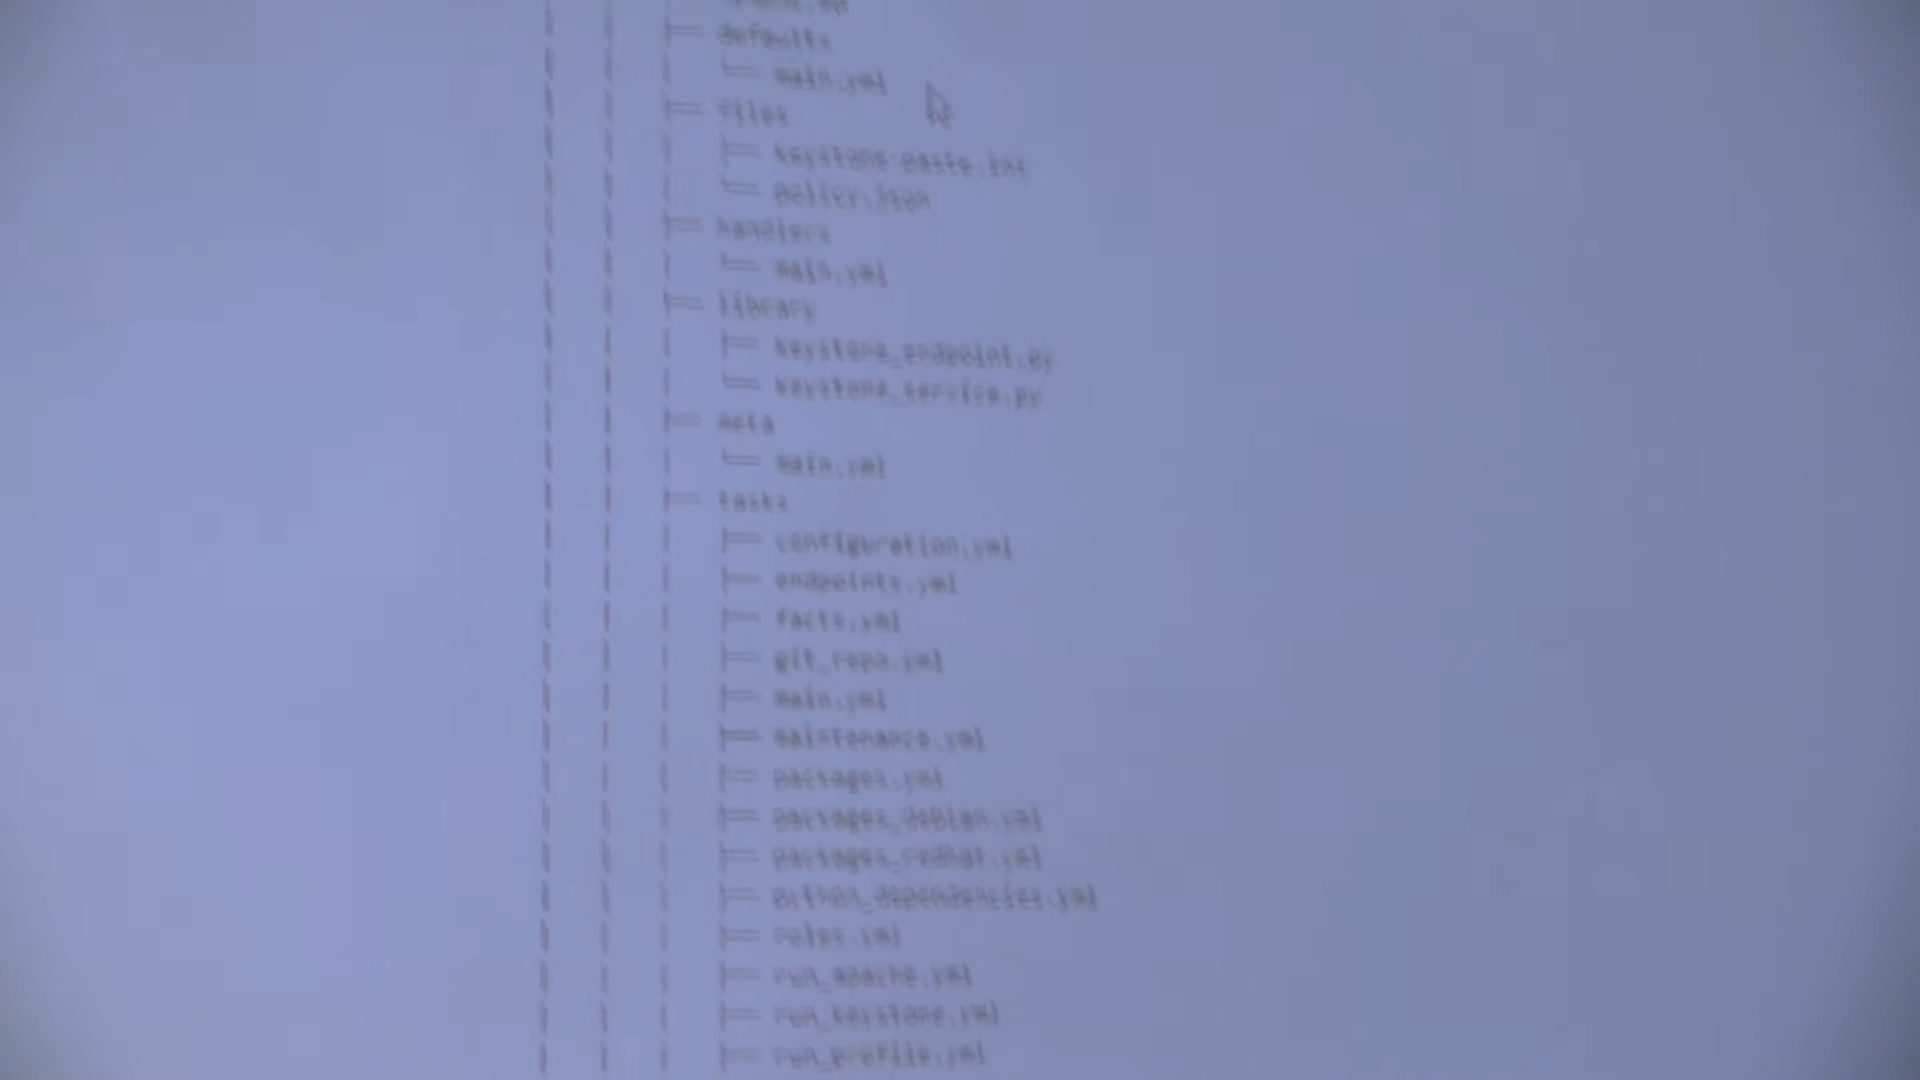 ├── defaults
│   └── main.yml
├── files
│   ├── keystone-paste.ini
│   └── policy.json
├── handlers
│   └── main.yml
├── library
│   ├── keystone_endpoint.py
│   └── keystone_service.py
├── meta
│   └── main.yml
├── tasks
│   ├── configuration.yml
│   ├── endpoints.yml
│   ├── facts.yml
│   ├── git_repo.yml
│   ├── main.yml
│   ├── maintenance.yml
│   ├── packages.yml
│   ├── packages_debian.yml
│   ├── packages_redhat.yml
│   ├── python_dependencies.yml
│   ├── roles.yml
│   ├── run_apache.yml
│   ├── run_keystone.yml
│   ├── run_profile.yml